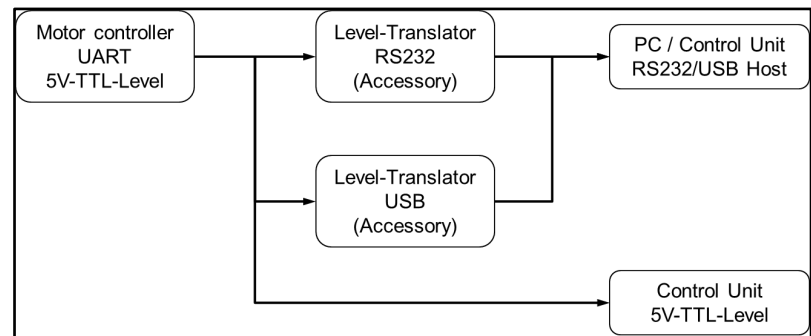 Motor controller
UART
5V-TTL-Level
Level-Translator
RS232
(Accessory)
PC / Control Unit
RS232/USB Host
Level-Translator
USB
(Accessory)
Control Unit
5V-TTL-Level